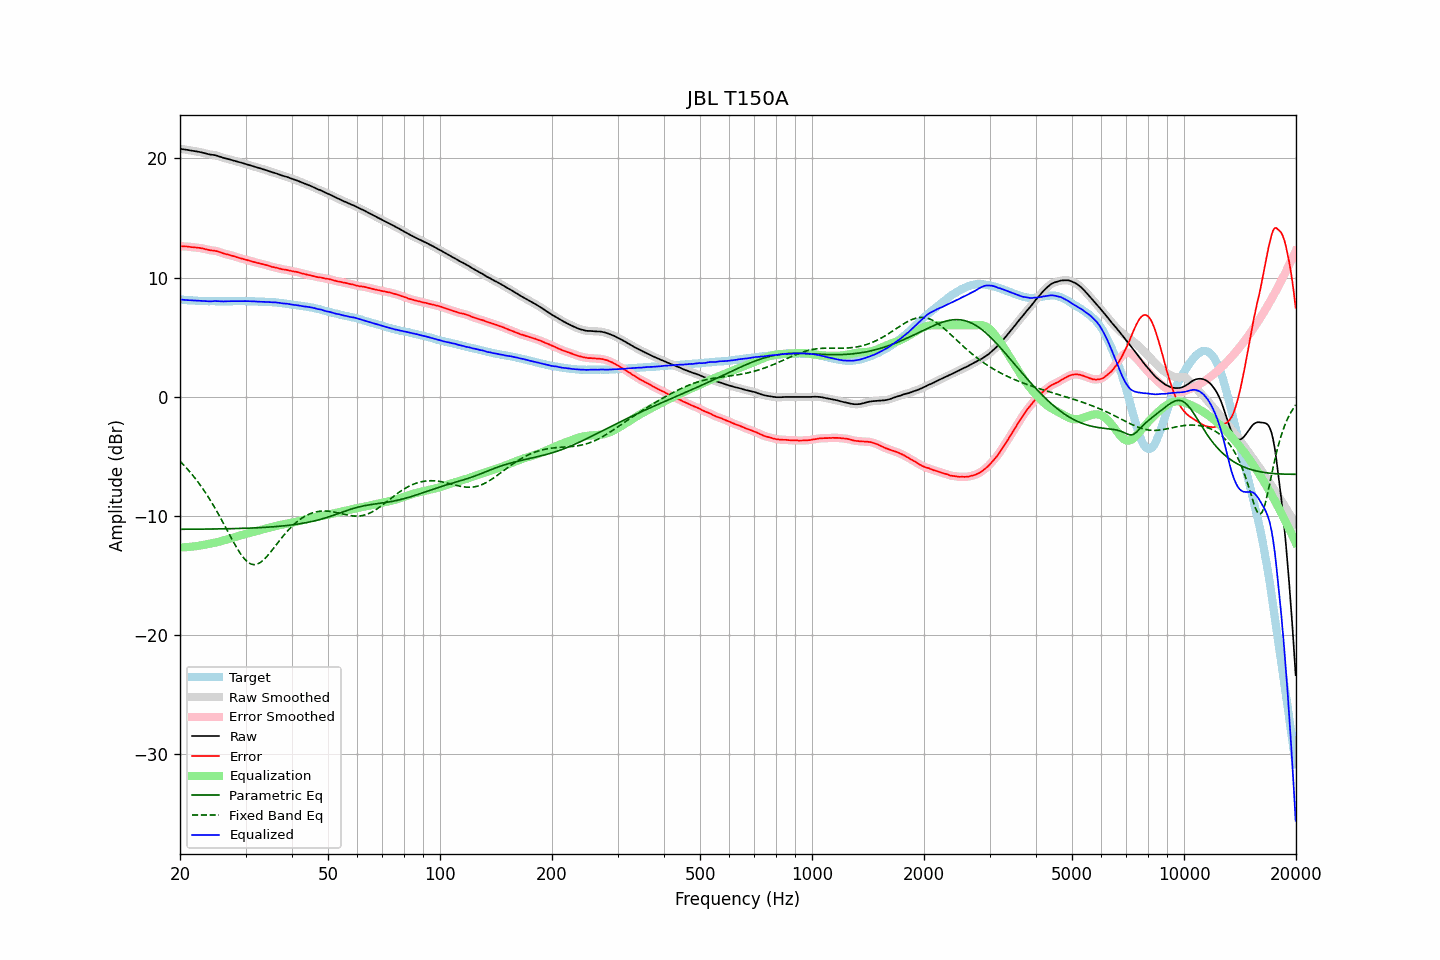 JBL T150A
Amplitude (dBr)
20
10
0
−10
−20
−30
Target
Raw Smoothed
Error Smoothed
Raw
Error
Equalization
Parametric Eq
Fixed Band Eq
Equalized
20 50 100 200 500 1000 2000 5000 10000 20000
Frequency (Hz)